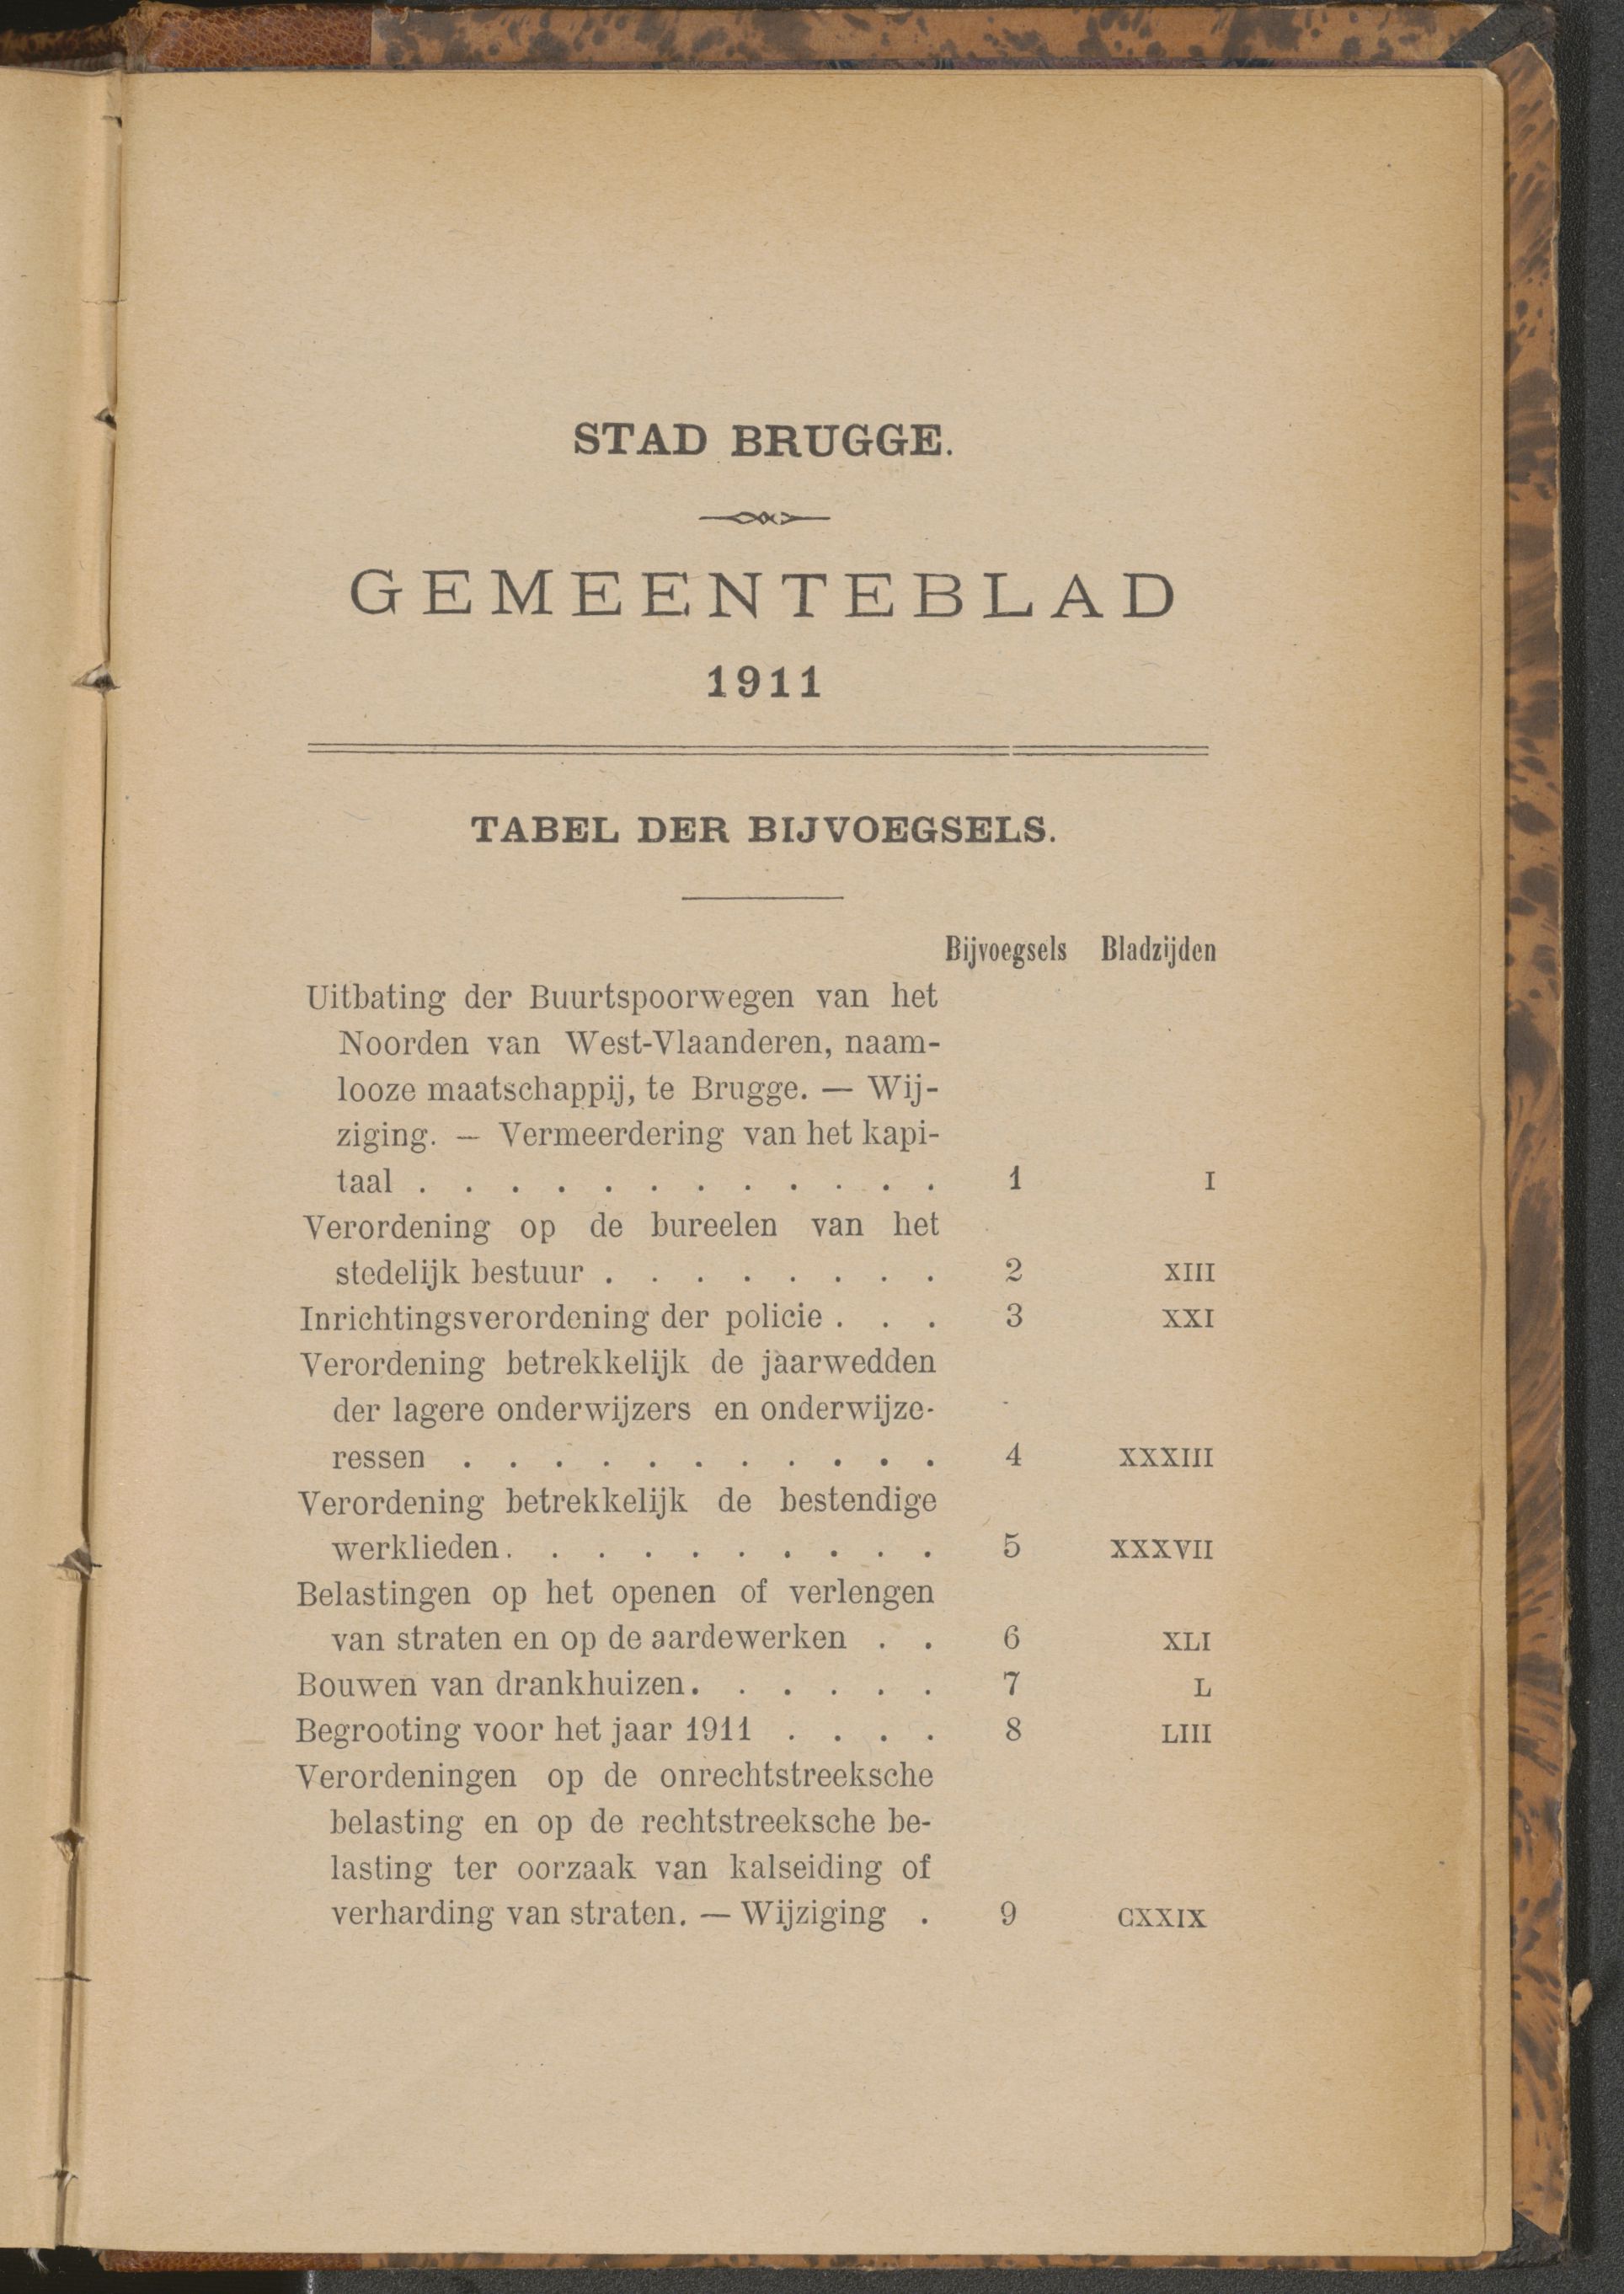 STAD BRUGGE.
GEMEENTEBLAD
1911
TABEL DER BIJVOEGSELS.
Bijvoegsels Bladzijden
Uitbating der Buurtspoorwegen van het
Noorden van West-Vlaanderen, naam-
looze maatschappij, te Brugge. — Wij-
ziging. — Vermeerdering van het kapi-
taal . . . . . . . . . . . . 1 I
Verordening op de bureelen van het
stedelijk bestuur . . . . . . . . 2 XIII
Inrichtingsverordening der policie . . . 3 XXI
Verordening betrekkelijk de jaarwedden
der lagere onderwijzers en onderwijze-
ressen . . . . . . . . . . . 4 XXXIII
Verordening betrekkelijk de bestendige
werklieden. . . . . . . . . . 5 XXXVII
Belastingen op het openen of verlengen
van straten en op de aardewerken . . 6 XLI
Bouwen van drankhuizen. . . . . . 7 L
Begrooting voor het jaar 1911 . . . . 8 LIII
Verordeningen op de onrechtstreeksche
belasting en op de rechtstreeksche be-
lasting ter oorzaak van kalseiding of
verharding van straten. — Wijziging . 9 CXXIX